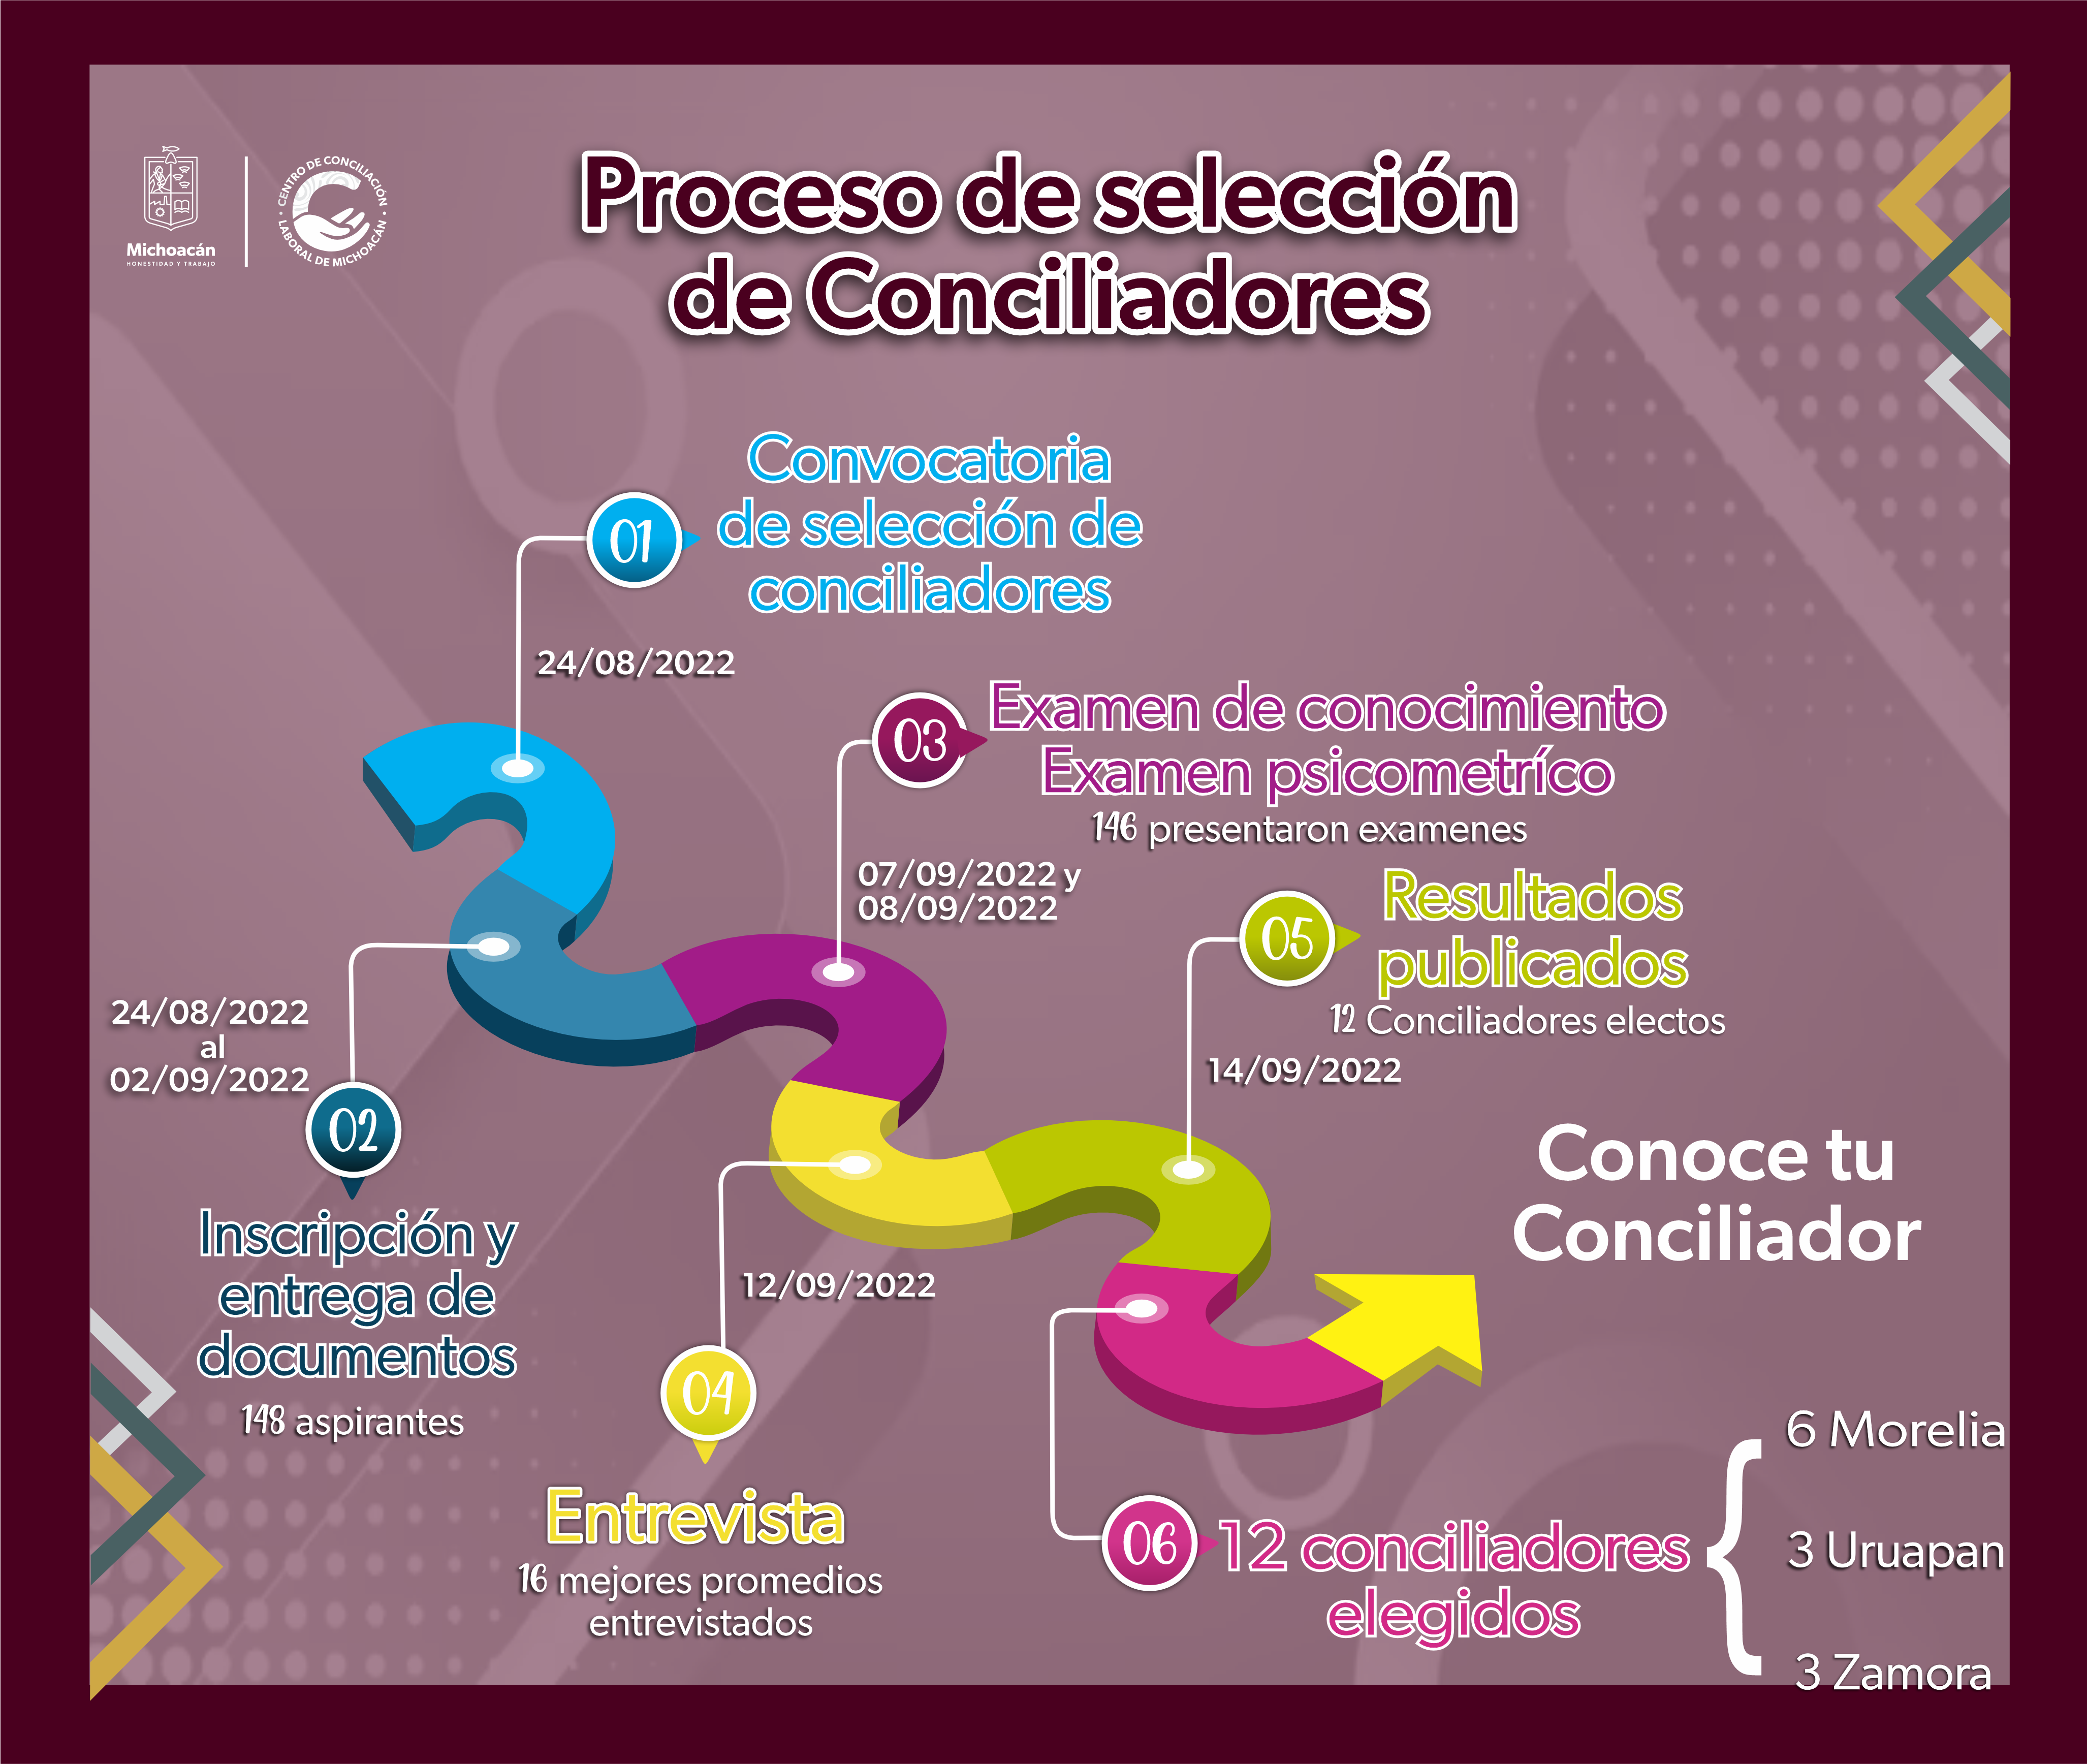 Michoacán
HONESTIDAD Y TRABAJO
CENTRO DE CONCILIACIÓN
LABORAL DE MICHOACÁN
Proceso de selección
de Conciliadores
01
Convocatoria
de selección de
conciliadores
24/08/2022
24/08/2022
al
02/09/2022
02
Inscripción y
entrega de
documentos
148 aspirantes
03
Examen de conocimiento
Examen psicometríco
146 presentaron examenes
07/09/2022 y
08/09/2022
12/09/2022
04
Entrevista
16 mejores promedios
entrevistados
05
Resultados
publicados
12 Conciliadores electos
14/09/2022
Conoce tu
Conciliador
06
12 conciliadores
elegidos
6 Morelia
3 Uruapan
3 Zamora